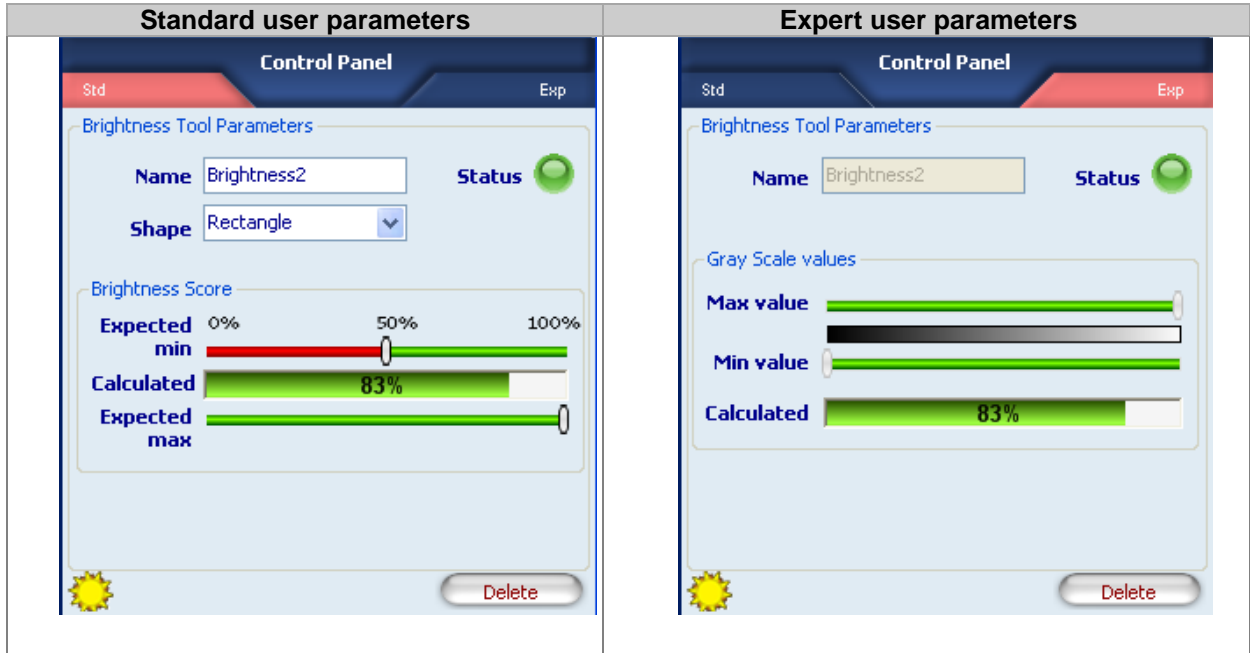 Standard user parameters
Expert user parameters
Control Panel
Std
Exp
Brightness Tool Parameters
Name Brightness2 Status
Shape Rectangle
Brightness Score
Expected min
0% 50% 100%
Calculated 83%
Expected max
Delete
Control Panel
Std
Exp
Brightness Tool Parameters
Name Brightness2 Status
Gray Scale values
Max value
Min value
Calculated 83%
Delete